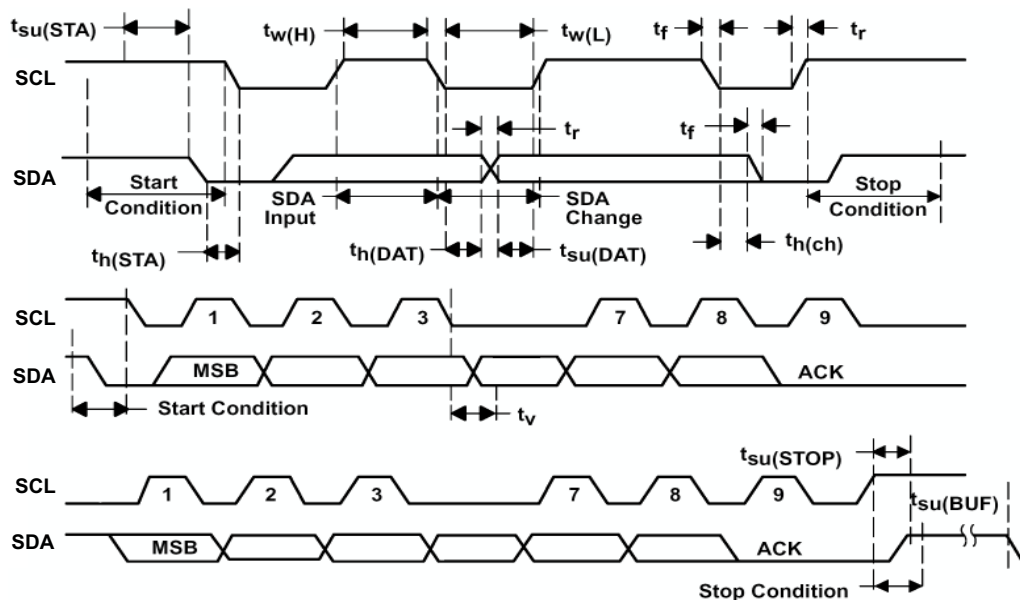 tsu(STA) tw(H) tw(L) tf tr
SCL
tr tf
SDA
Start Condition SDA Input SDA Change Stop Condition
th(STA) th(DAT) tsu(DAT) th(ch)
SCL 1 2 3 7 8 9
SDA MSB ACK
Start Condition tv
tsu(STOP)
SCL 1 2 3 7 8 9
tsu(BUF)
SDA MSB ACK
Stop Condition